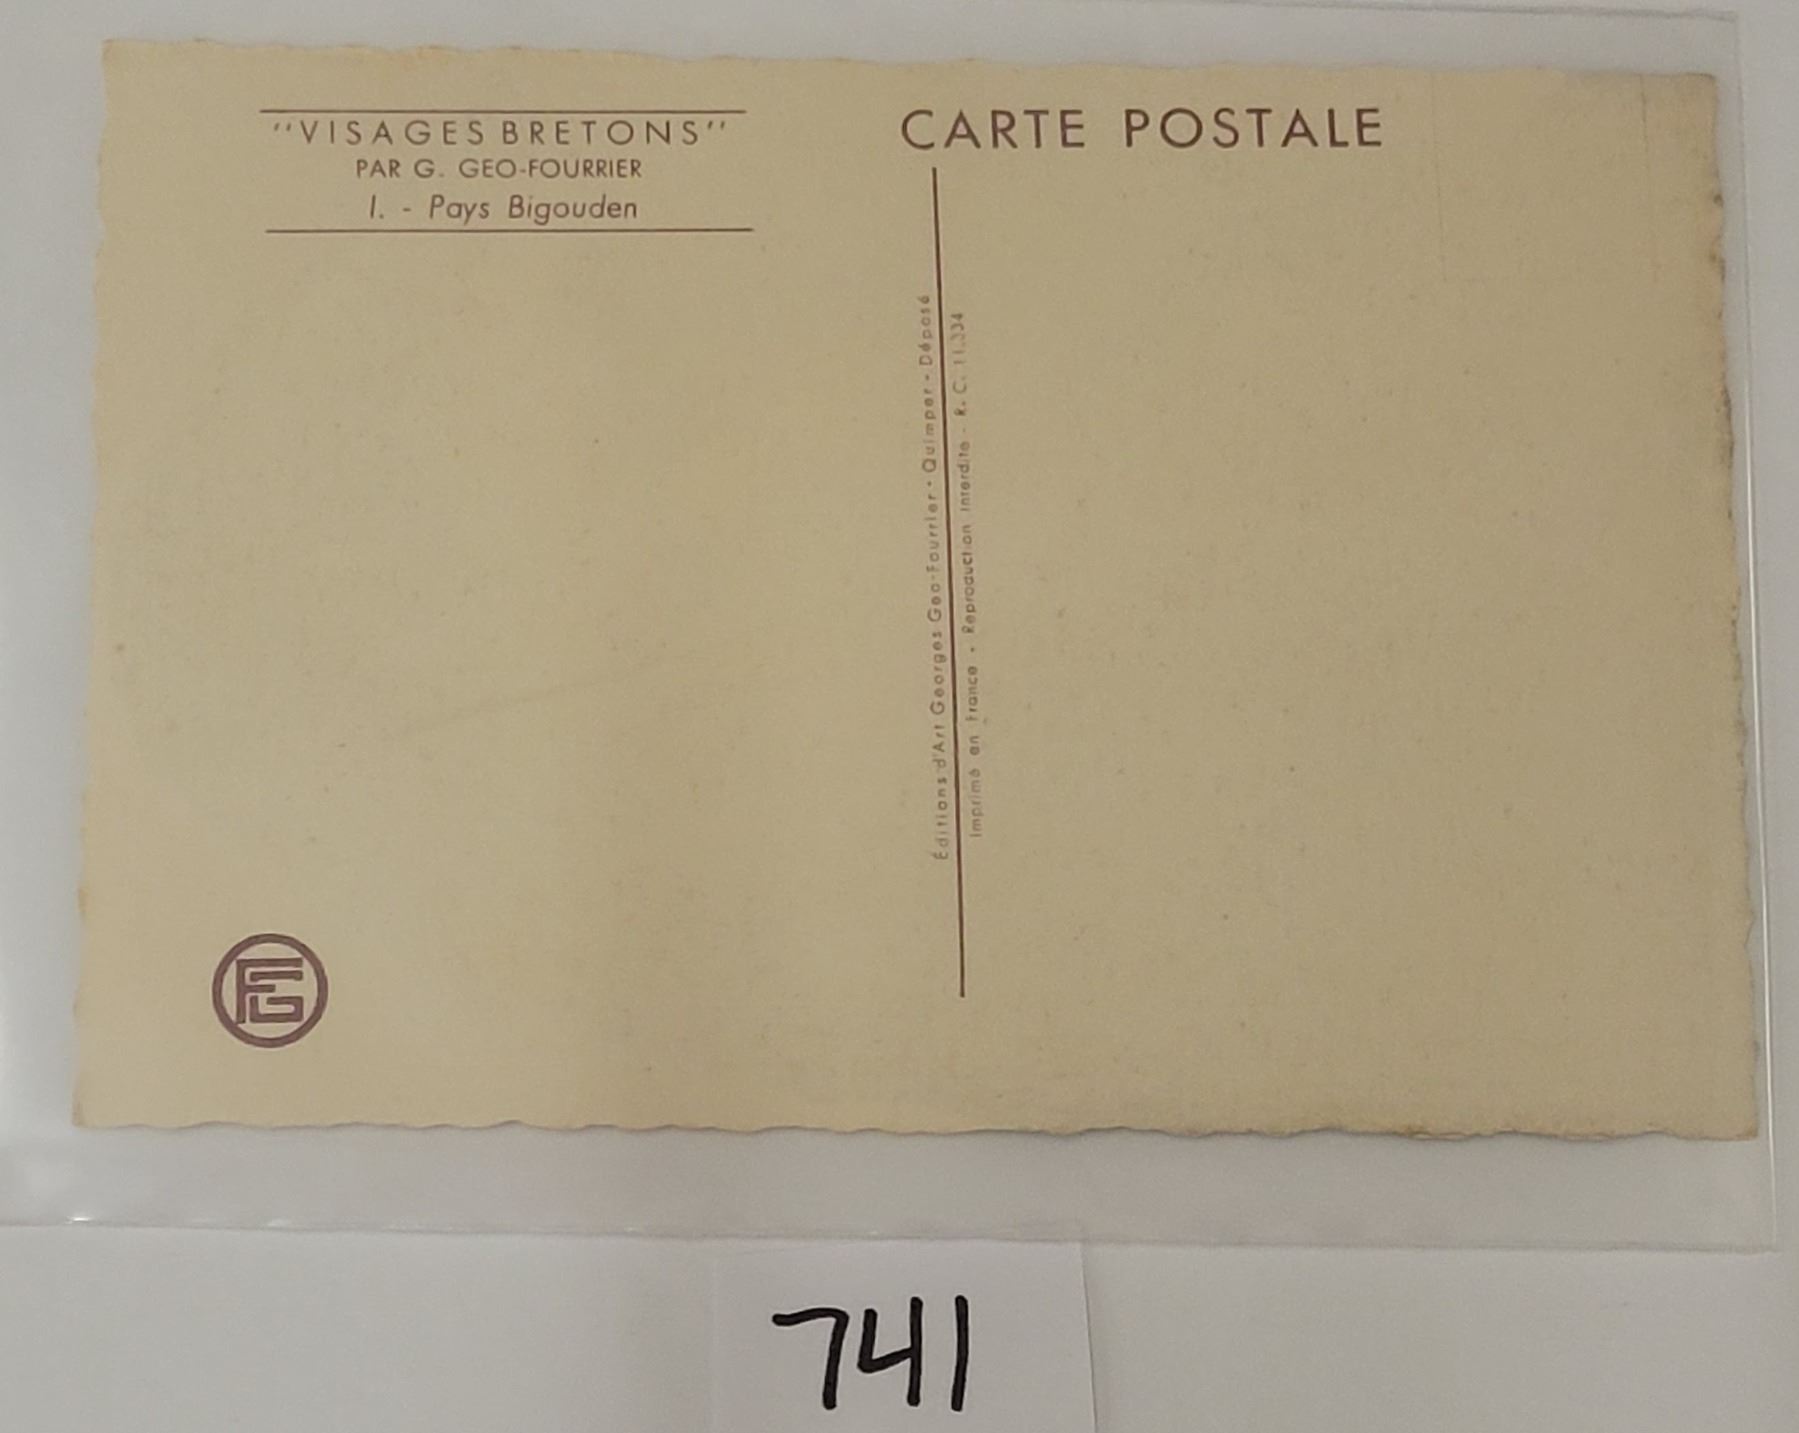 "VISAGES BRETONS"
PAR G. GEO-FOURRIER
I. - Pays Bigouden
CARTE POSTALE
Éditions d'Art Georges Geo-Fourrier - Quimper - Déposé
Imprimé en France - Reproduction Interdite - R. C. 11.334
FG
741